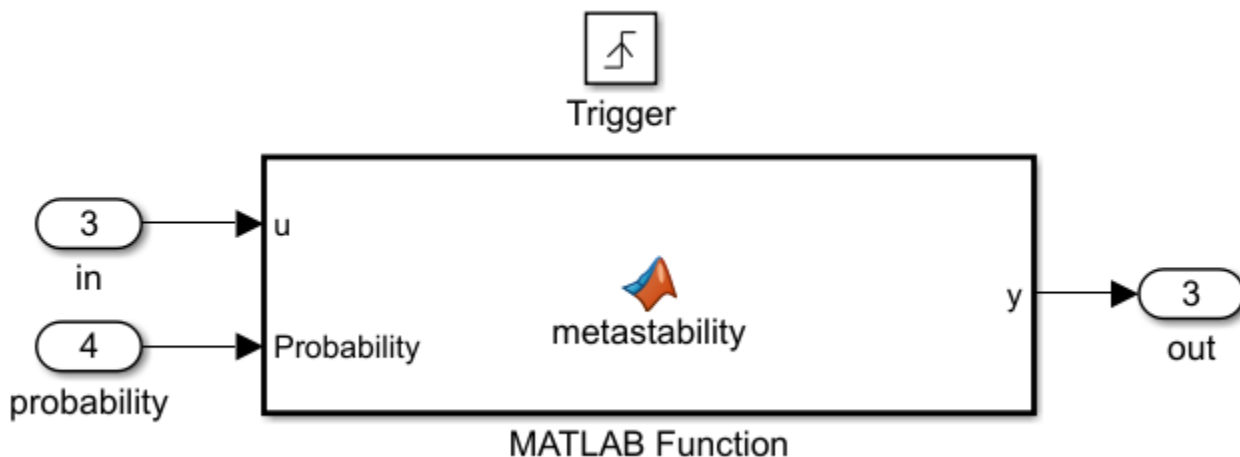 Trigger
3
in
u
4
probability
Probability
metastability
y
3
out
MATLAB Function